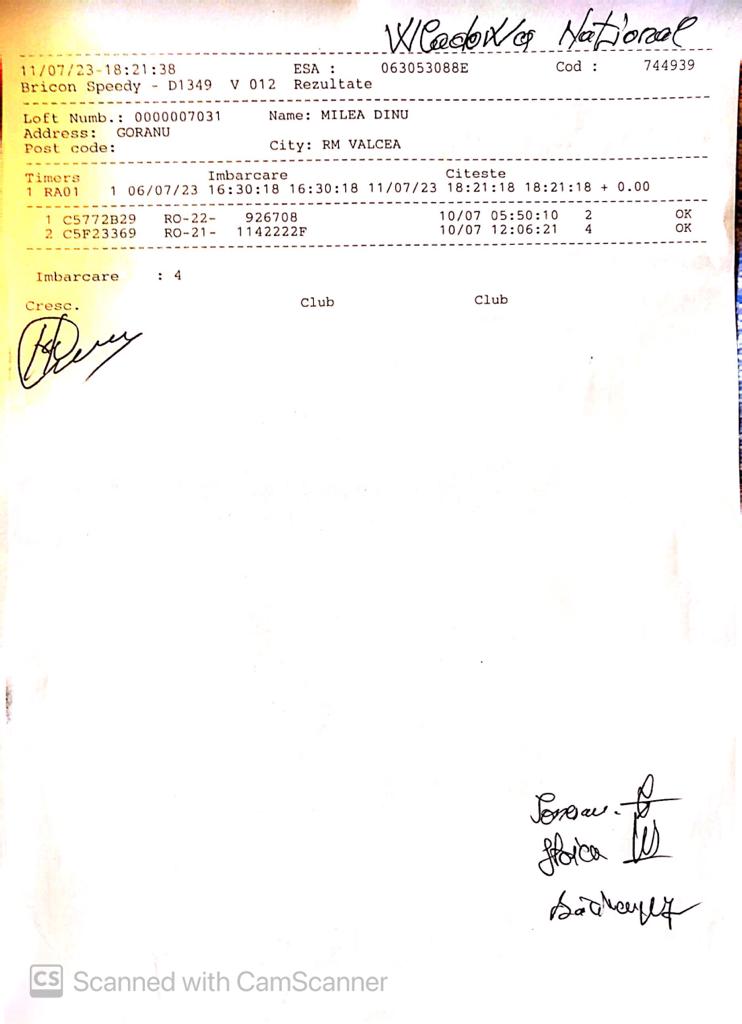 Wladowa Național
11/07/23-18:21:38 ESA : 063053088E Cod : 744939
Bricon Speedy - D1349 V 012 Rezultate
Loft Numb.: 0000007031 Name: MILEA DINU
Address: GORANU
Post code: City: RM VALCEA
Timers Imbarcare Citeste
1 RA01 1 06/07/23 16:30:18 16:30:18 11/07/23 18:21:18 18:21:18 + 0.00
1 C5772B29 RO-22- 926708 10/07 05:50:10 2 OK
2 C5F23369 RO-21- 1142222F 10/07 12:06:21 4 OK
Imbarcare : 4
Cresc. Club Club
CS Scanned with CamScanner